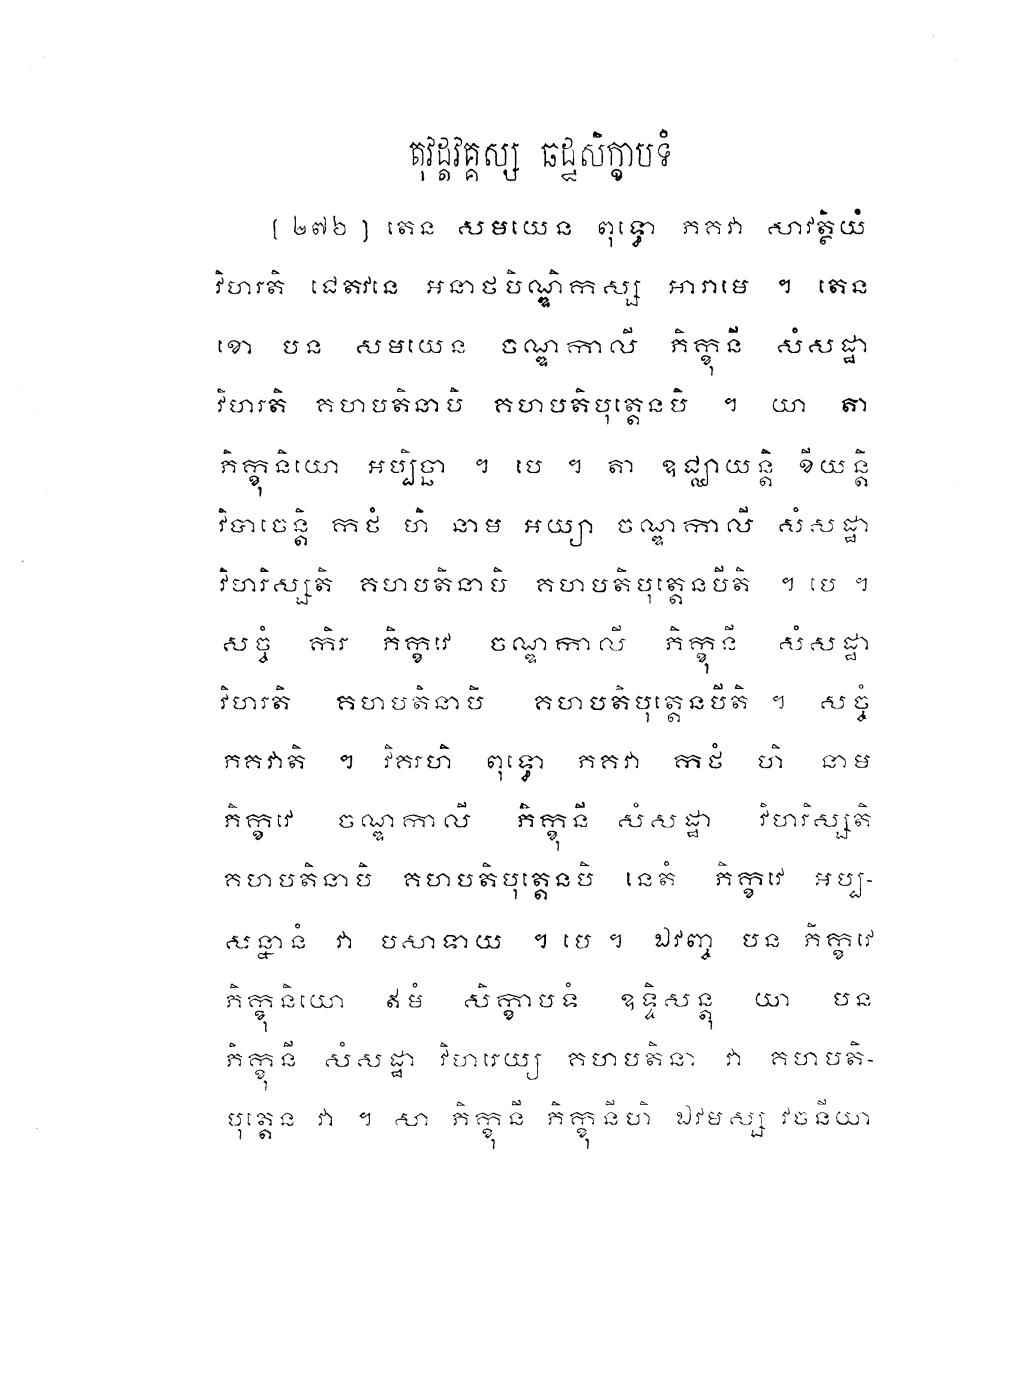 តុវដ្តវគ្គស្ស ឆដ្ឋសិក្ខាបទំ
[ ២៧៦ ] តេន សមយេន ពុទ្ធោ ភគវា សាវត្ថិយំ
វិហរតិ ជេតវនេ អនាថបិណ្ឌិកស្ស អារាមេ ។ តេន
ខោ បន សមយេន ចណ្ឌកាលី ភិក្ខុនី សំសដ្ឋា
វិហរតិ គហបតិនាបិ គហបតិបុត្តេនបិ ។ យា តា
ភិក្ខុនិយោ អប្បិច្ឆា ។ បេ ។ តា ឧជ្ឈាយន្តិ ខីយន្តិ
វិបាចេន្តិ កថំ ហិ នាម អយ្យា ចណ្ឌកាលី សំសដ្ឋា
វិហរិស្សតិ គហបតិនាបិ គហបតិបុត្តេនបីតិ ។ បេ ។
សច្ចំ កិរ ភិក្ខវេ ចណ្ឌកាលី ភិក្ខុនី សំសដ្ឋា
វិហរតិ គហបតិនាបិ គហបតិបុត្តេនបីតិ ។ សច្ចំ
ភគវាតិ ។ វិគរហិ ពុទ្ធោ ភគវា កថំ ហិ នាម
ភិក្ខវេ ចណ្ឌកាលី ភិក្ខុនី សំសដ្ឋា វិហរិស្សតិ
គហបតិនាបិ គហបតិបុត្តេនបិ នេតំ ភិក្ខវេ អប្ប-
សន្នានំ វា បសាទាយ ។ បេ ។ ឯវញ្ច បន ភិក្ខវេ
ភិក្ខុនិយោ ឥមំ សិក្ខាបទំ ឧទ្ទិសន្តុ យា បន
ភិក្ខុនី សំសដ្ឋា វិហរេយ្យ គហបតិនា វា គហបតិ-
បុត្តេន វា ។ សា ភិក្ខុនី ភិក្ខុនីហិ ឯវមស្ស វចនីយា